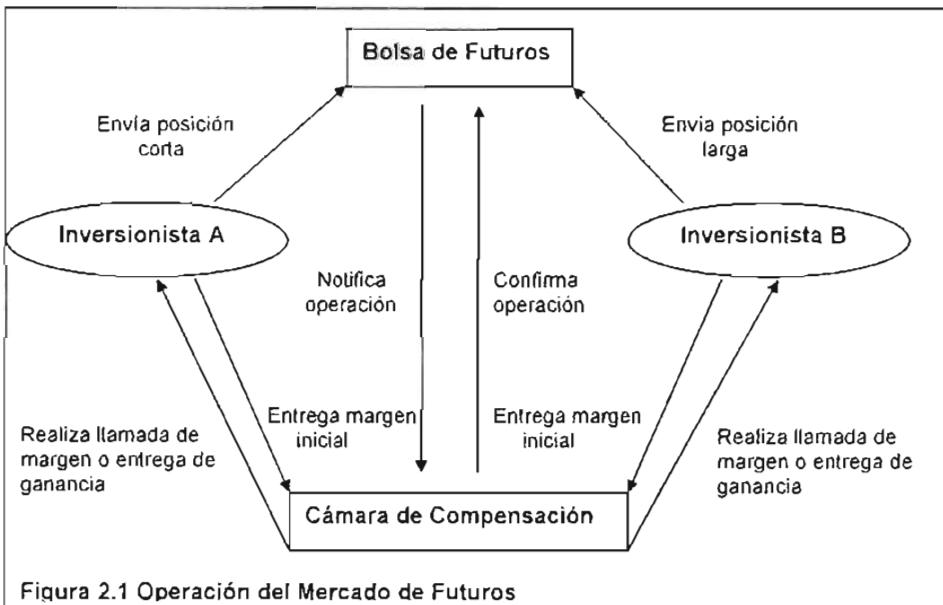 Bolsa de Futuros
Envía posición
corta
Envia posición
larga
Inversionista A
Inversionista B
Notifica
operación
Confirma
operación
Entrega margen
inicial
Entrega margen
inicial
Realiza llamada de
margen o entrega de
ganancia
Realiza llamada de
margen o entrega de
ganancia
Cámara de Compensación
Figura 2.1 Operación del Mercado de Futuros